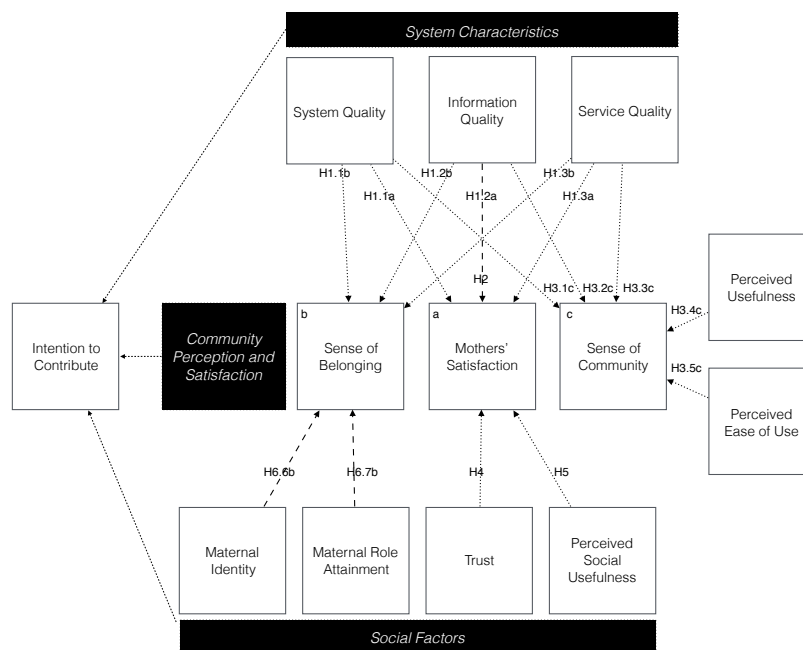 System Characteristics
System Quality
Information
Quality
Service Quality
H1.1b
H1.2b
H1.3b
H1.1a
H1.2a
H1.3a
H2
H3.1c
H3.2c
H3.3c
Perceived
Usefulness
H3.4c
Intention to
Contribute
Community
Perception and
Satisfaction
b
Sense of
Belonging
a
Mothers'
Satisfaction
c
Sense of
Community
H3.5c
Perceived
Ease of Use
H6.6b
H6.7b
H4
H5
Maternal
Identity
Maternal Role
Attainment
Trust
Perceived
Social
Usefulness
Social Factors